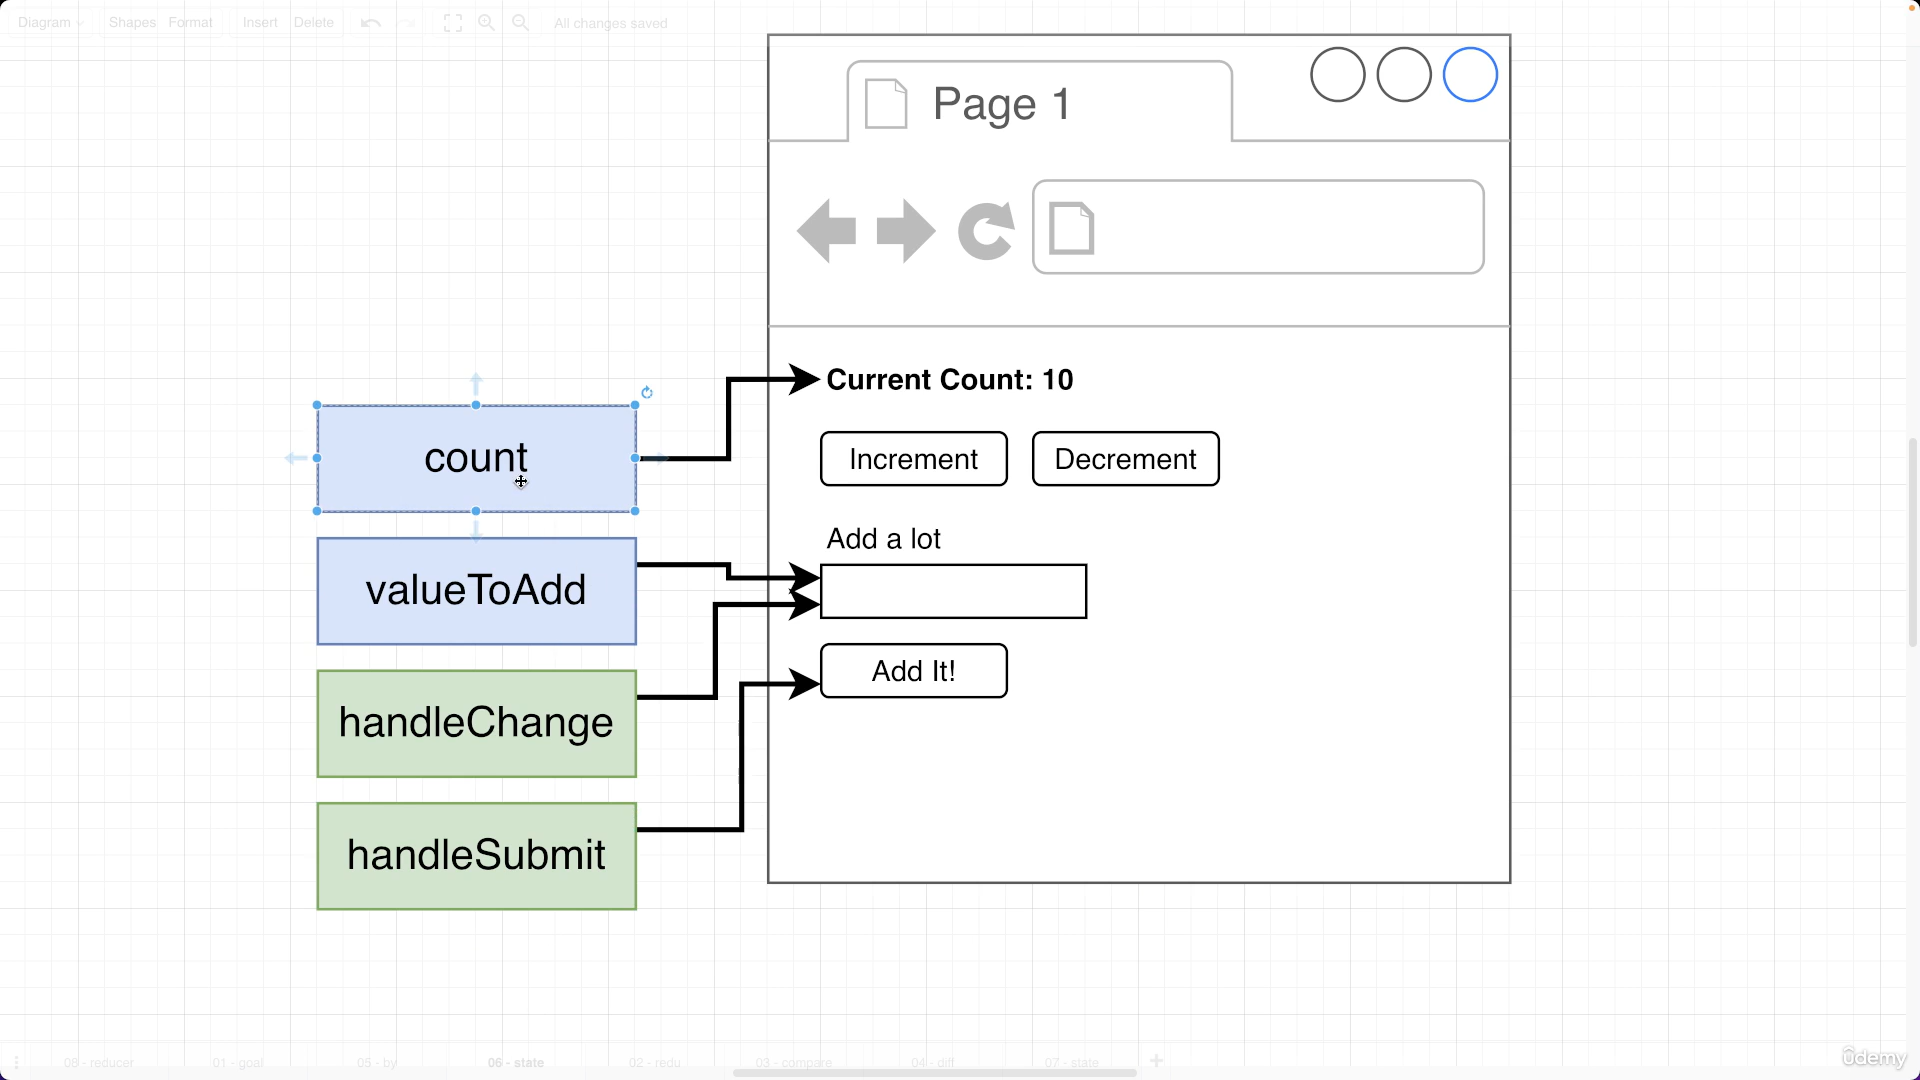 Diagram Shapes Format Insert Delete All changes saved
Page 1
Current Count: 10
count
Increment Decrement
Add a lot
valueToAdd
Add It!
handleChange
handleSubmit
08 - reducer 01 - goal 05 - by 06 - state 02 - redu 03 - compare 04 - diff 07 - state
udemy